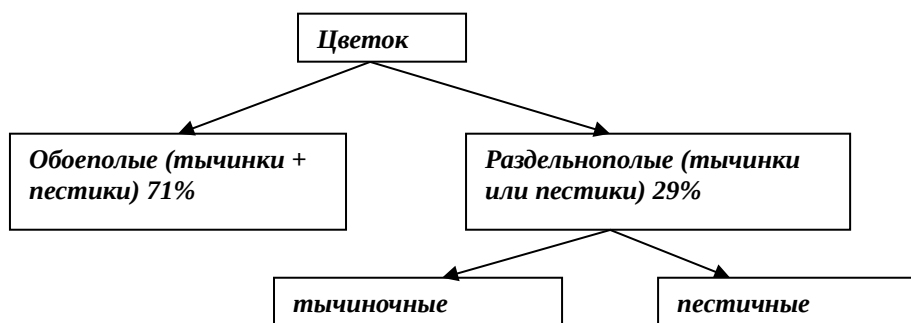 Цветок
Обоеполые (тычинки +
пестики) 71%
Раздельнополые (тычинки
или пестики) 29%
тычиночные
пестичные